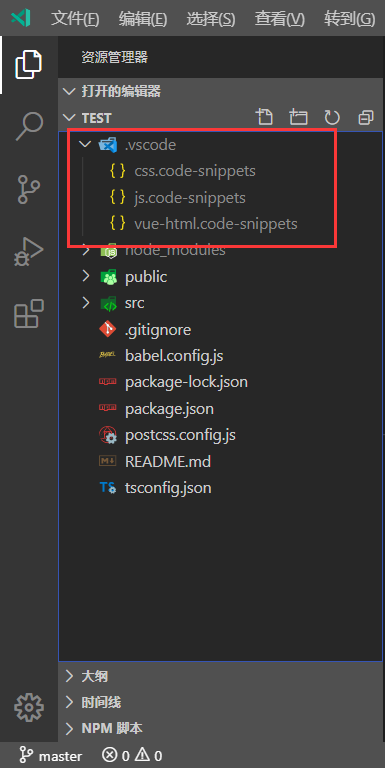 文件(F) 编辑(E) 选择(S) 查看(V) 转到(G)
资源管理器
打开的编辑器
TEST
.vscode
{} css.code-snippets
{} js.code-snippets
{} vue-html.code-snippets
node_modules
public
src
.gitignore
BABEL babel.config.js
package-lock.json
package.json
postcss.config.js
README.md
TS tsconfig.json
大纲
时间线
NPM 脚本
master 0 0